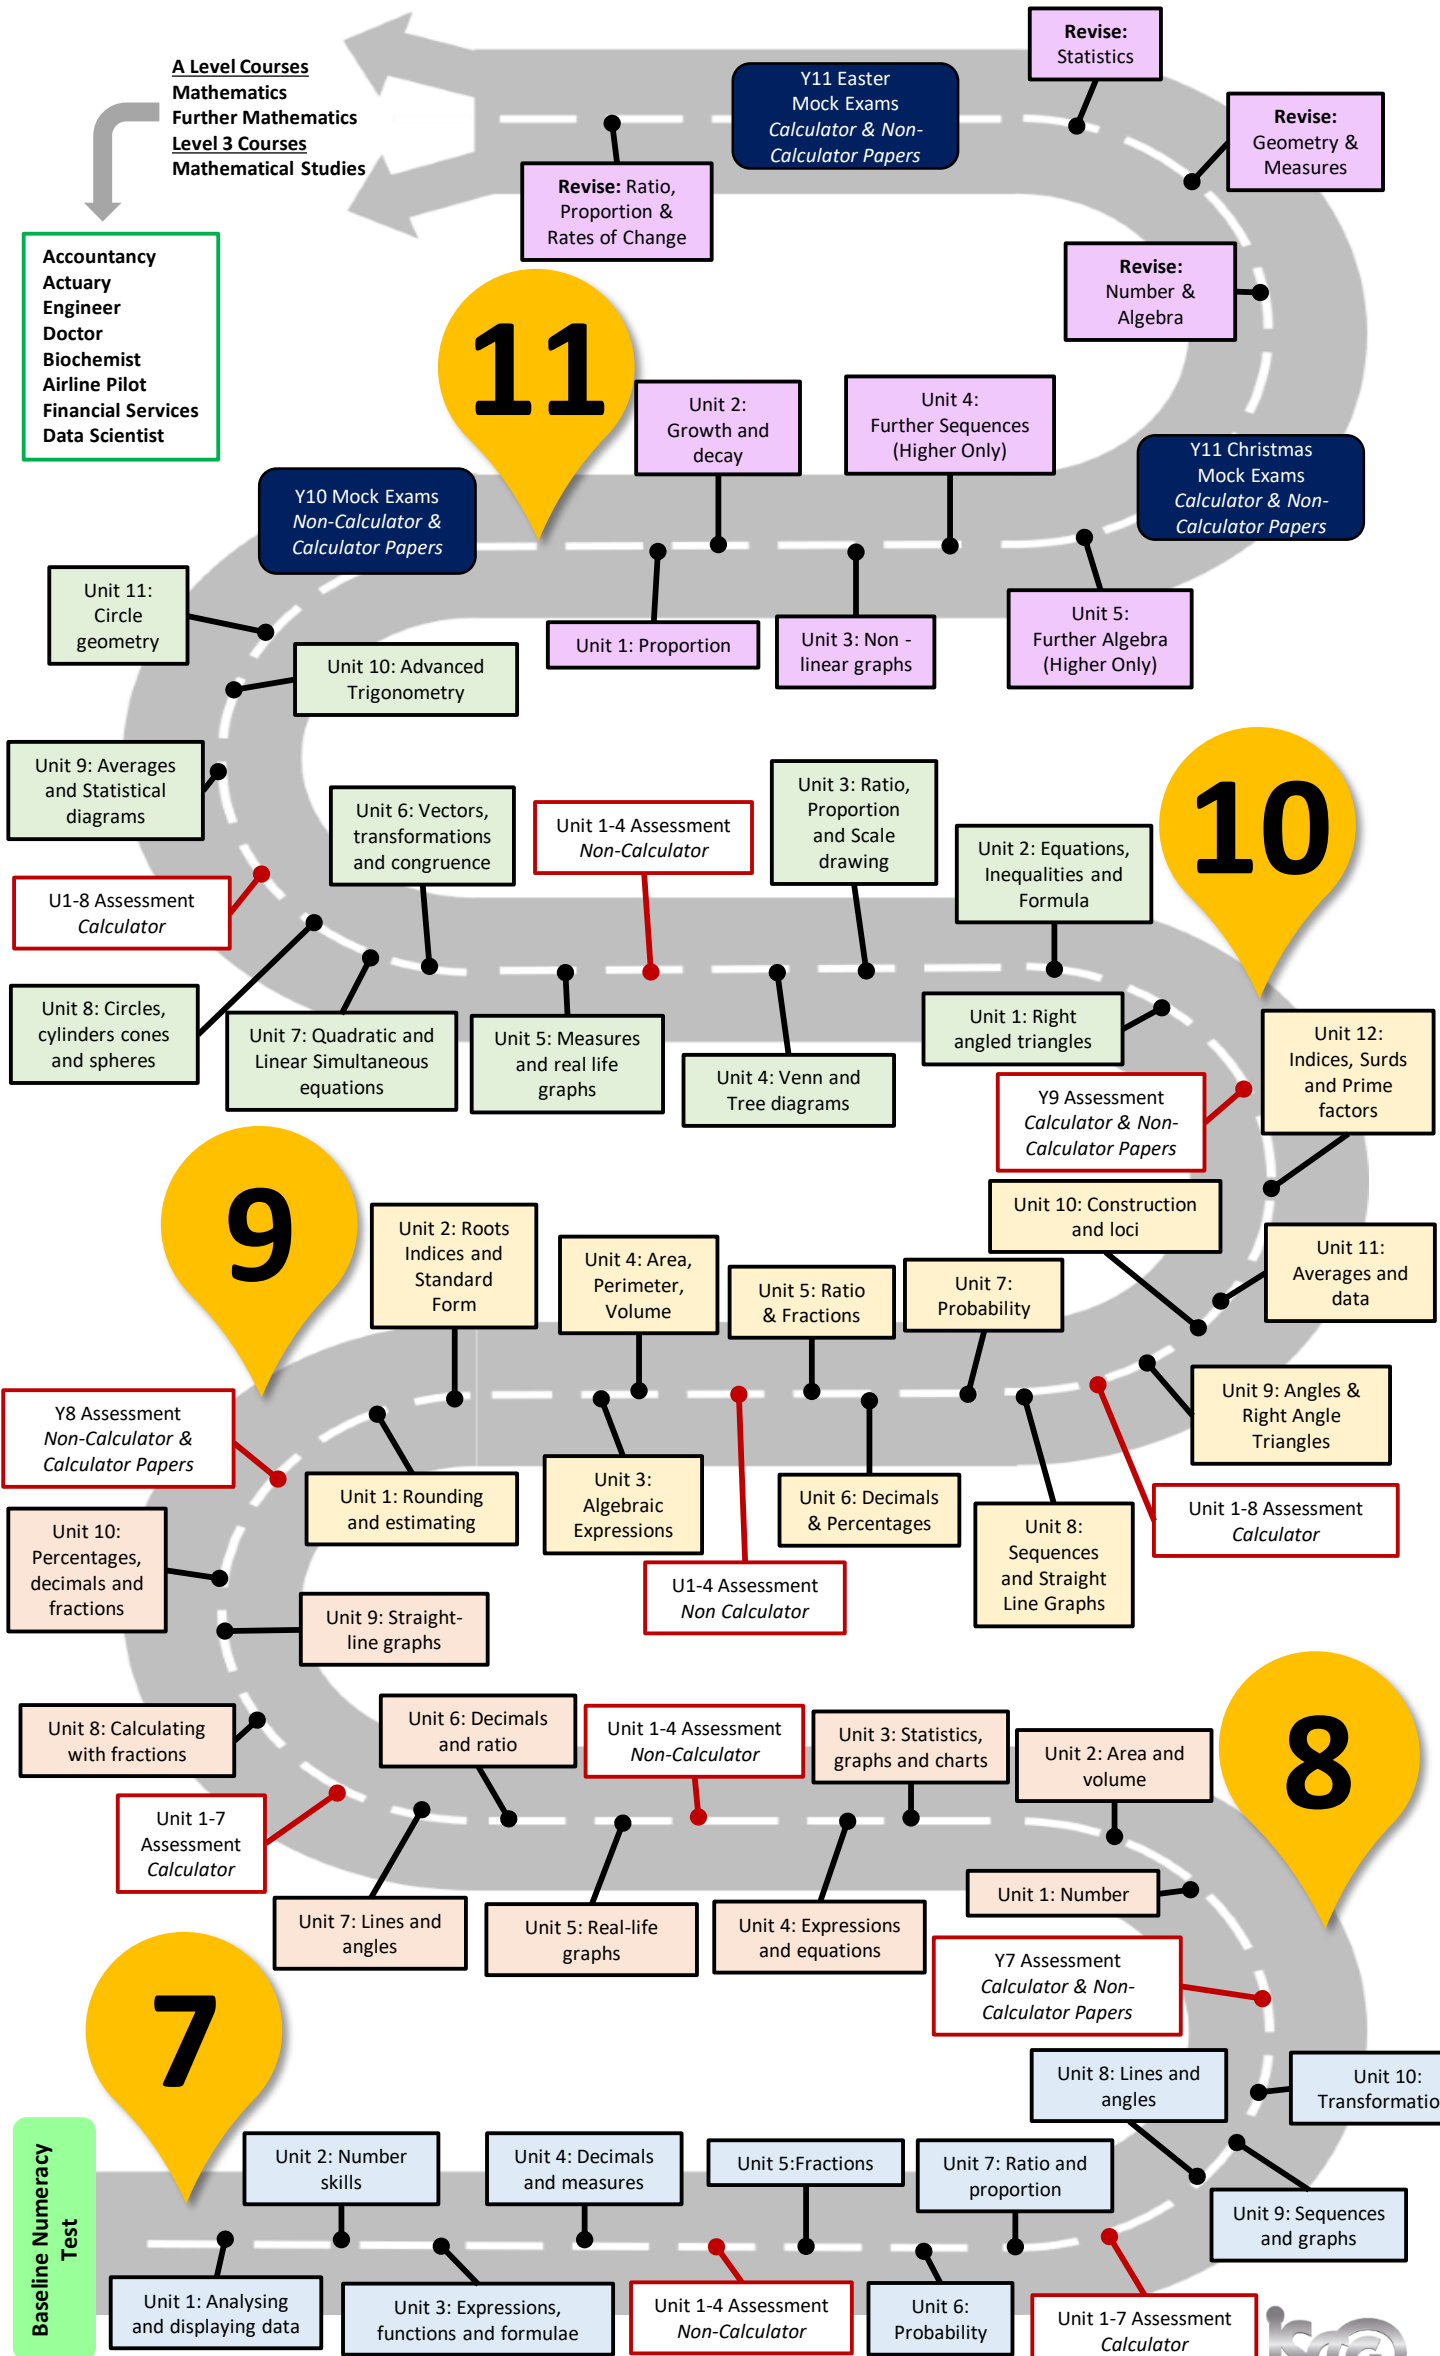 A Level Courses
Mathematics
Further Mathematics
Level 3 Courses
Mathematical Studies
Accountancy
Actuary
Engineer
Doctor
Biochemist
Airline Pilot
Financial Services
Data Scientist
Revise:
Statistics
Y11 Easter
Mock Exams
Calculator & Non-
Calculator Papers
Revise:
Geometry &
Measures
Revise: Ratio,
Proportion &
Rates of Change
Revise:
Number &
Algebra
11
Unit 2:
Growth and
decay
Unit 4:
Further Sequences
(Higher Only)
Y11 Christmas
Mock Exams
Calculator & Non-
Calculator Papers
Y10 Mock Exams
Non-Calculator &
Calculator Papers
Unit 1: Proportion
Unit 3: Non -
linear graphs
Unit 5:
Further Algebra
(Higher Only)
Unit 11:
Circle
geometry
Unit 10: Advanced
Trigonometry
10
Unit 9: Averages
and Statistical
diagrams
Unit 6: Vectors,
transformations
and congruence
Unit 1-4 Assessment
Non-Calculator
Unit 3: Ratio,
Proportion
and Scale
drawing
Unit 2: Equations,
Inequalities and
Formula
U1-8 Assessment
Calculator
Unit 8: Circles,
cylinders cones
and spheres
Unit 7: Quadratic and
Linear Simultaneous
equations
Unit 5: Measures
and real life
graphs
Unit 4: Venn and
Tree diagrams
Unit 1: Right
angled triangles
Unit 12:
Indices, Surds
and Prime
factors
Y9 Assessment
Calculator & Non-
Calculator Papers
9
Unit 2: Roots
Indices and
Standard
Form
Unit 4: Area,
Perimeter,
Volume
Unit 5: Ratio
& Fractions
Unit 7:
Probability
Unit 10: Construction
and loci
Unit 11:
Averages and
data
Y8 Assessment
Non-Calculator &
Calculator Papers
Unit 1: Rounding
and estimating
Unit 3:
Algebraic
Expressions
U1-4 Assessment
Non Calculator
Unit 6: Decimals
& Percentages
Unit 8:
Sequences
and Straight
Line Graphs
Unit 9: Angles &
Right Angle
Triangles
Unit 1-8 Assessment
Calculator
Unit 10:
Percentages,
decimals and
fractions
Unit 9: Straight-
line graphs
8
Unit 8: Calculating
with fractions
Unit 6: Decimals
and ratio
Unit 1-4 Assessment
Non-Calculator
Unit 3: Statistics,
graphs and charts
Unit 2: Area and
volume
Unit 1-7
Assessment
Calculator
Unit 7: Lines and
angles
Unit 5: Real-life
graphs
Unit 4: Expressions
and equations
Unit 1: Number
Y7 Assessment
Calculator & Non-
Calculator Papers
7
Unit 8: Lines and
angles
Unit 10:
Transformatio
Baseline Numeracy
Test
Unit 2: Number
skills
Unit 4: Decimals
and measures
Unit 5:Fractions
Unit 7: Ratio and
proportion
Unit 9: Sequences
and graphs
Unit 1: Analysing
and displaying data
Unit 3: Expressions,
functions and formulae
Unit 1-4 Assessment
Non-Calculator
Unit 6:
Probability
Unit 1-7 Assessment
Calculator